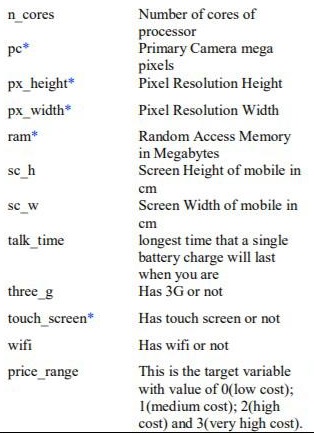 n_cores Number of cores of
processor
pc* Primary Camera mega
pixels
px_height* Pixel Resolution Height
px_width* Pixel Resolution Width
ram* Random Access Memory
in Megabytes
sc_h Screen Height of mobile in
cm
sc_w Screen Width of mobile in
cm
talk_time longest time that a single
battery charge will last
when you are
three_g Has 3G or not
touch_screen* Has touch screen or not
wifi Has wifi or not
price_range This is the target variable
with value of 0(low cost);
1(medium cost); 2(high
cost) and 3(very high cost).